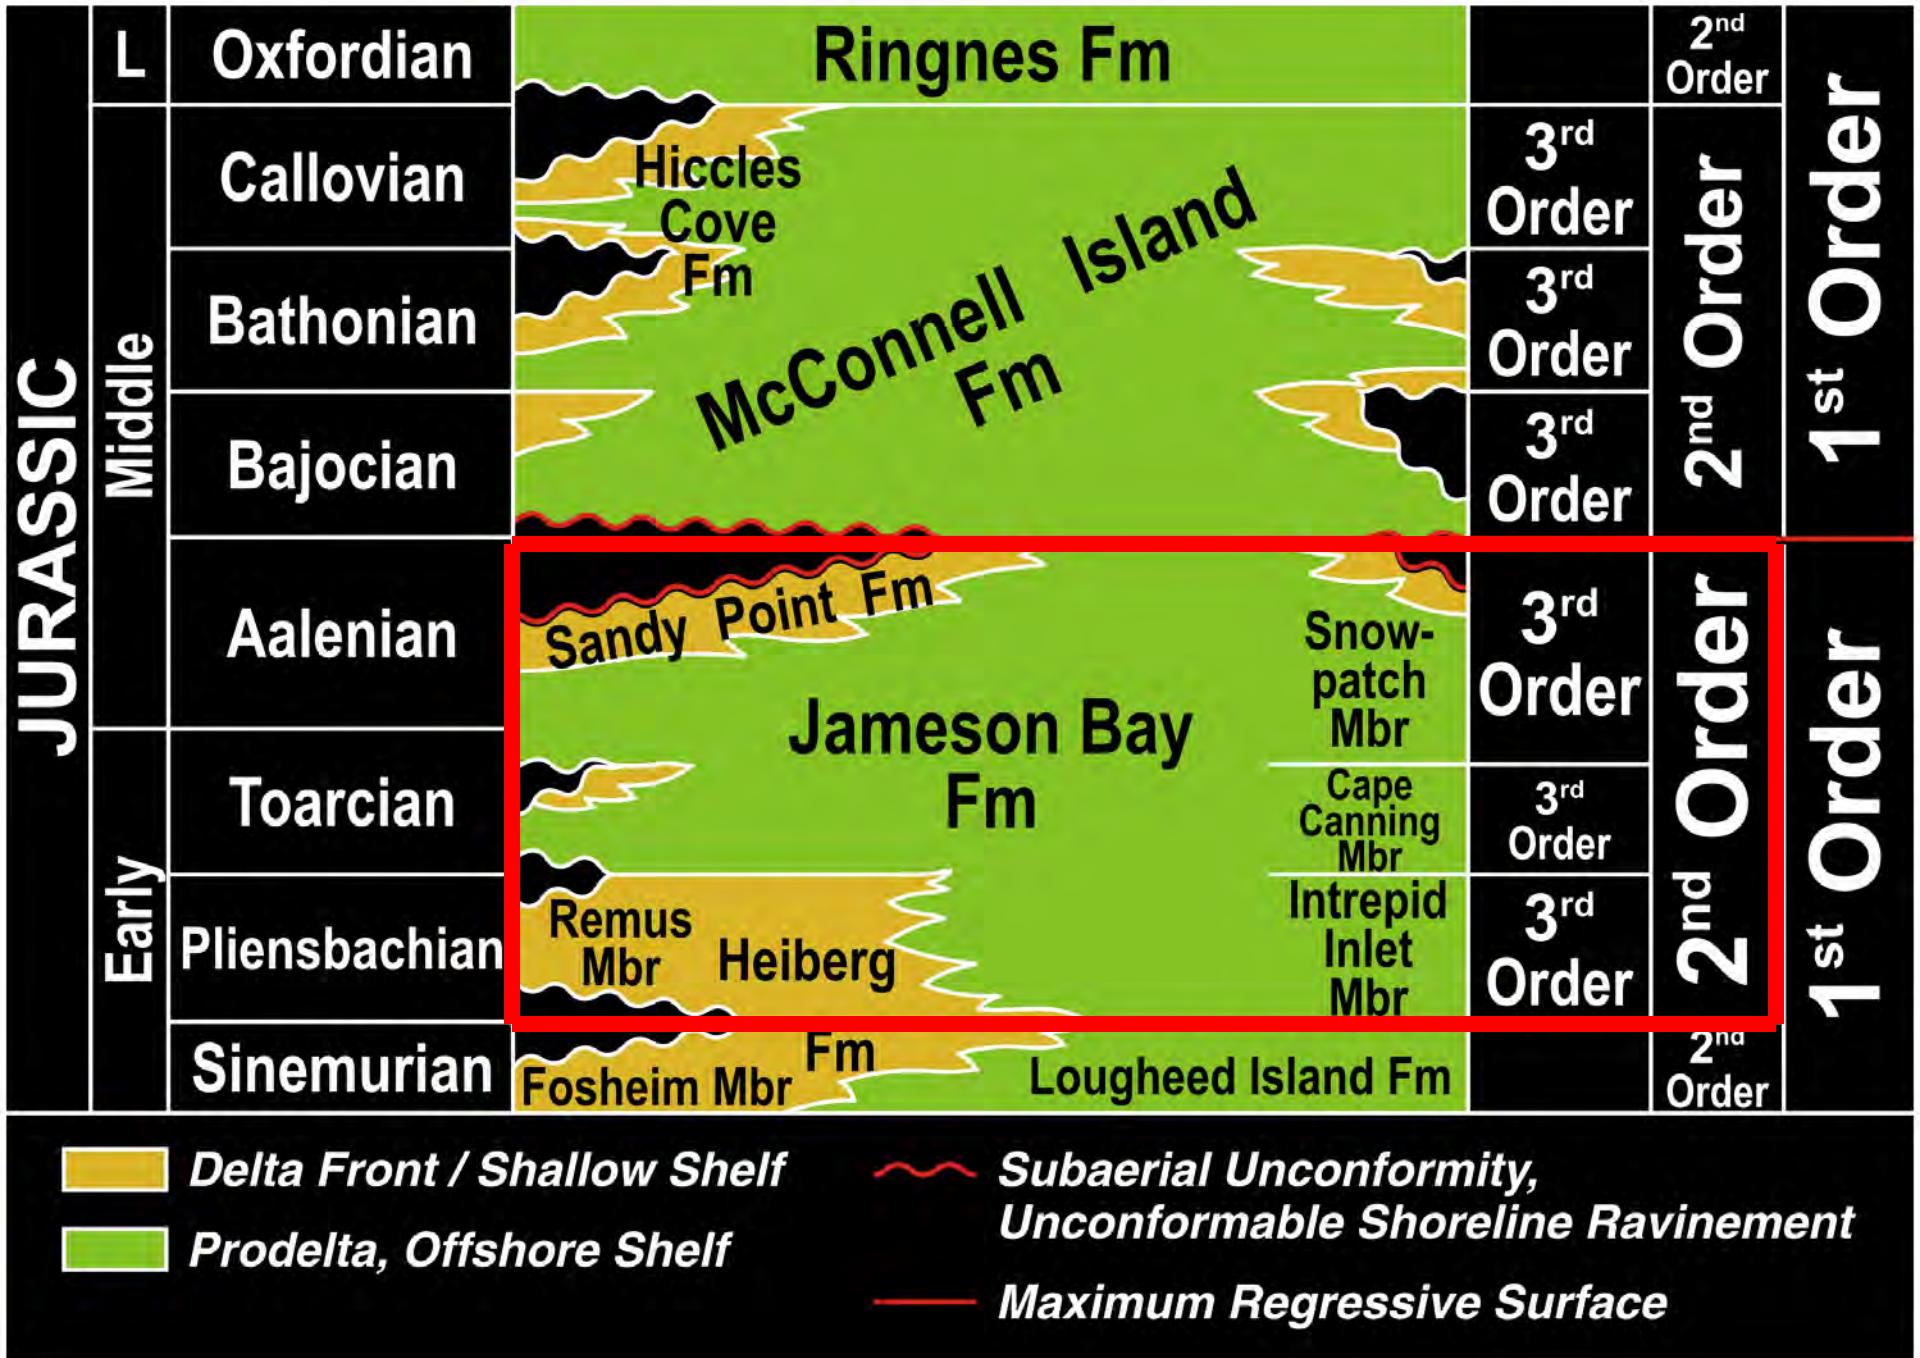 JURASSIC
L
Middle
Early
Oxfordian
Callovian
Bathonian
Bajocian
Aalenian
Toarcian
Pliensbachian
Sinemurian
Ringnes Fm
Hiccles
Cove
Fm
McConnell Island
Fm
Sandy Point Fm
Jameson Bay
Fm
Snow-
patch
Mbr
Cape
Canning
Mbr
Intrepid
Inlet
Mbr
Remus
Mbr
Heiberg
Fm
Fosheim Mbr
Lougheed Island Fm
3rd
Order
3rd
Order
3rd
Order
3rd
Order
3rd
Order
3rd
Order
2nd
Order
2nd Order
2nd Order
2nd
Order
1st Order
1st Order
Delta Front / Shallow Shelf
Prodelta, Offshore Shelf
Subaerial Unconformity,
Unconformable Shoreline Ravinement
Maximum Regressive Surface